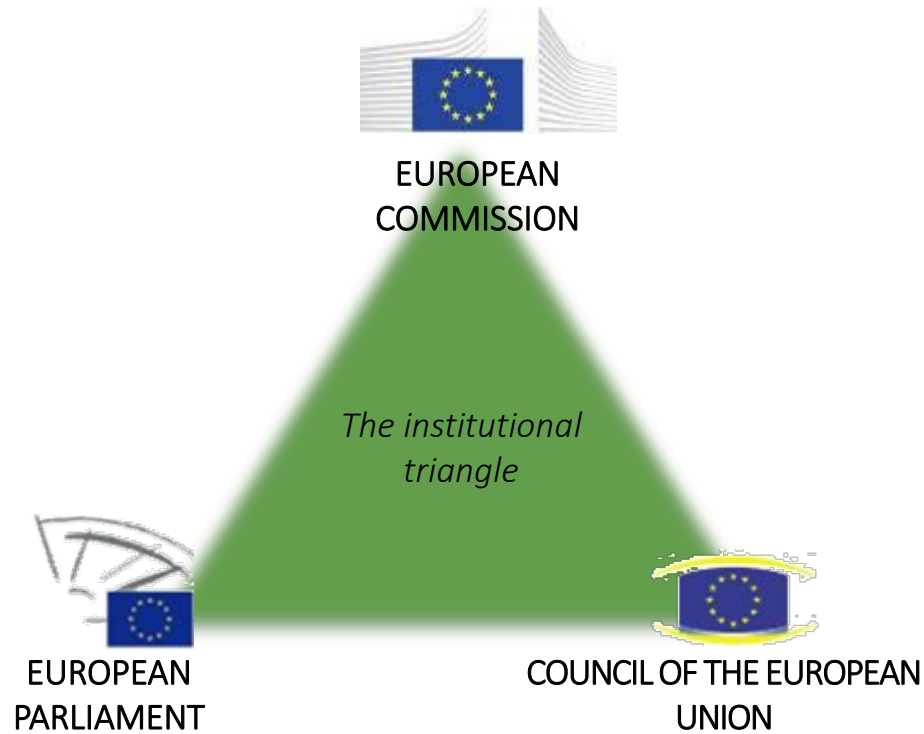 EUROPEAN
COMMISSION
The institutional
triangle
EUROPEAN
PARLIAMENT
COUNCIL OF THE EUROPEAN
UNION